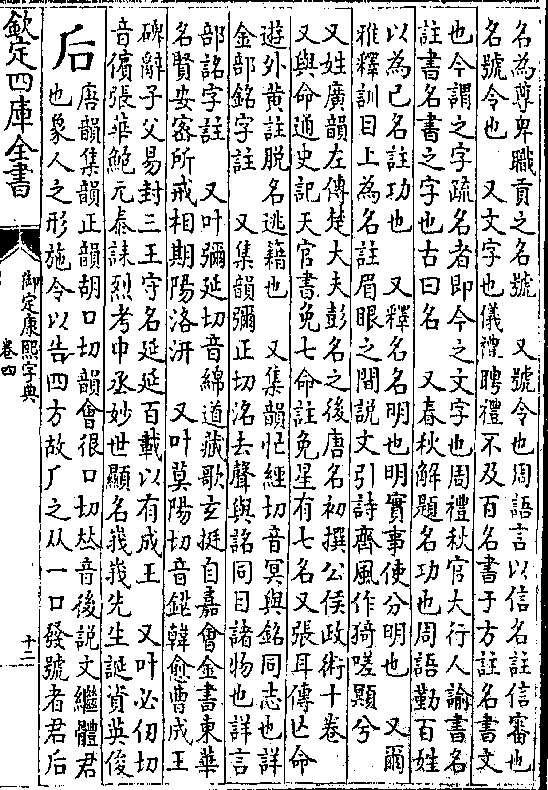 名為尊卑職貢之名號　又號令也周語言以信名註信審也
名號令也　又文字也儀禮聘禮不及百名書于方註名書文
也今謂之字疏名者即今之文字也周禮秋官大行人諭書名
註書名書之字也古曰名　又春秋解題名功也周語勤百姓
以為己名註功也　又釋名名明也明實事使分明也　又爾
雅釋訓目上為名註眉眼之間說文引詩齊風作猗嗟顯兮
又姓廣韻左傳楚大夫彭名之後唐名初撰公侯政術十卷
又與命通史記天官書免七命註免星有七名又張耳傳亡命
遊外黄註脫名逃籍也　又集韻忙經切音冥與銘同志也詳
金部銘字註　又集韻彌正切洺去聲與詺同目諸物也詳言
部詺字註　又叶彌延切音綿道藏歌玄挺自嘉會金書東華
名賢安密所戒相期陽洛汧　又叶莫陽切音鋩韓愈曹成王
碑辭子父易封三王守名延延百載以有成王　又叶必仞切
音儐張華鮑元泰誄烈考中丞妙世顯名峩峩先生誕資英俊
后　唐韻集韻正韻胡口切韻會很口切𠀤音後說文繼體君
也象人之形施令以告四方故厂之从一口發號者君后
欽定四庫全書
御定康熙字典
卷四
十二